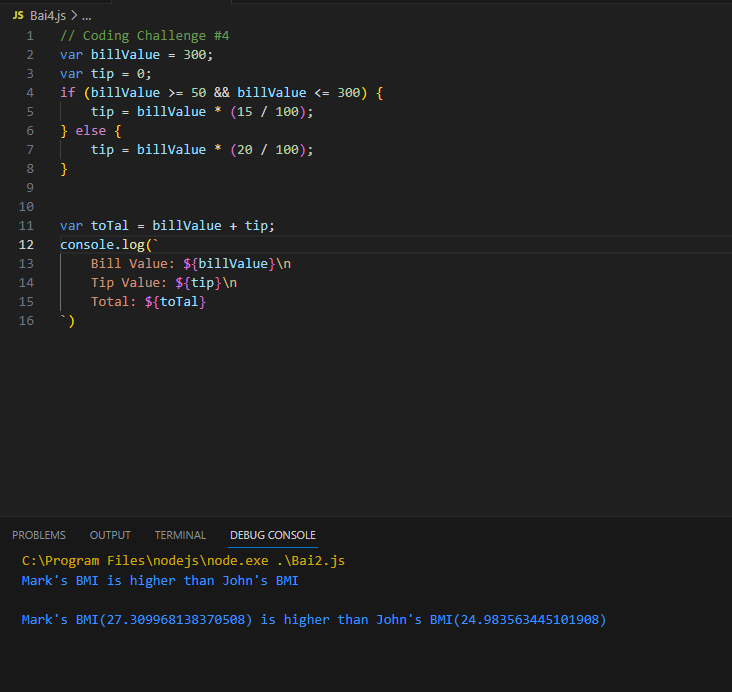 JS Bai4.js > ...
1 // Coding Challenge #4
2 var billValue = 300;
3 var tip = 0;
4 if (billValue >= 50 && billValue <= 300) {
5     tip = billValue * (15 / 100);
6 } else {
7     tip = billValue * (20 / 100);
8 }
9
10
11 var toTal = billValue + tip;
12 console.log(`
13     Bill Value: ${billValue}\n
14     Tip Value: ${tip}\n
15     Total: ${toTal}
16 `)
PROBLEMS OUTPUT TERMINAL DEBUG CONSOLE
C:\Program Files\nodejs\node.exe .\Bai2.js
Mark's BMI is higher than John's BMI
Mark's BMI(27.309968138370508) is higher than John's BMI(24.983563445101908)